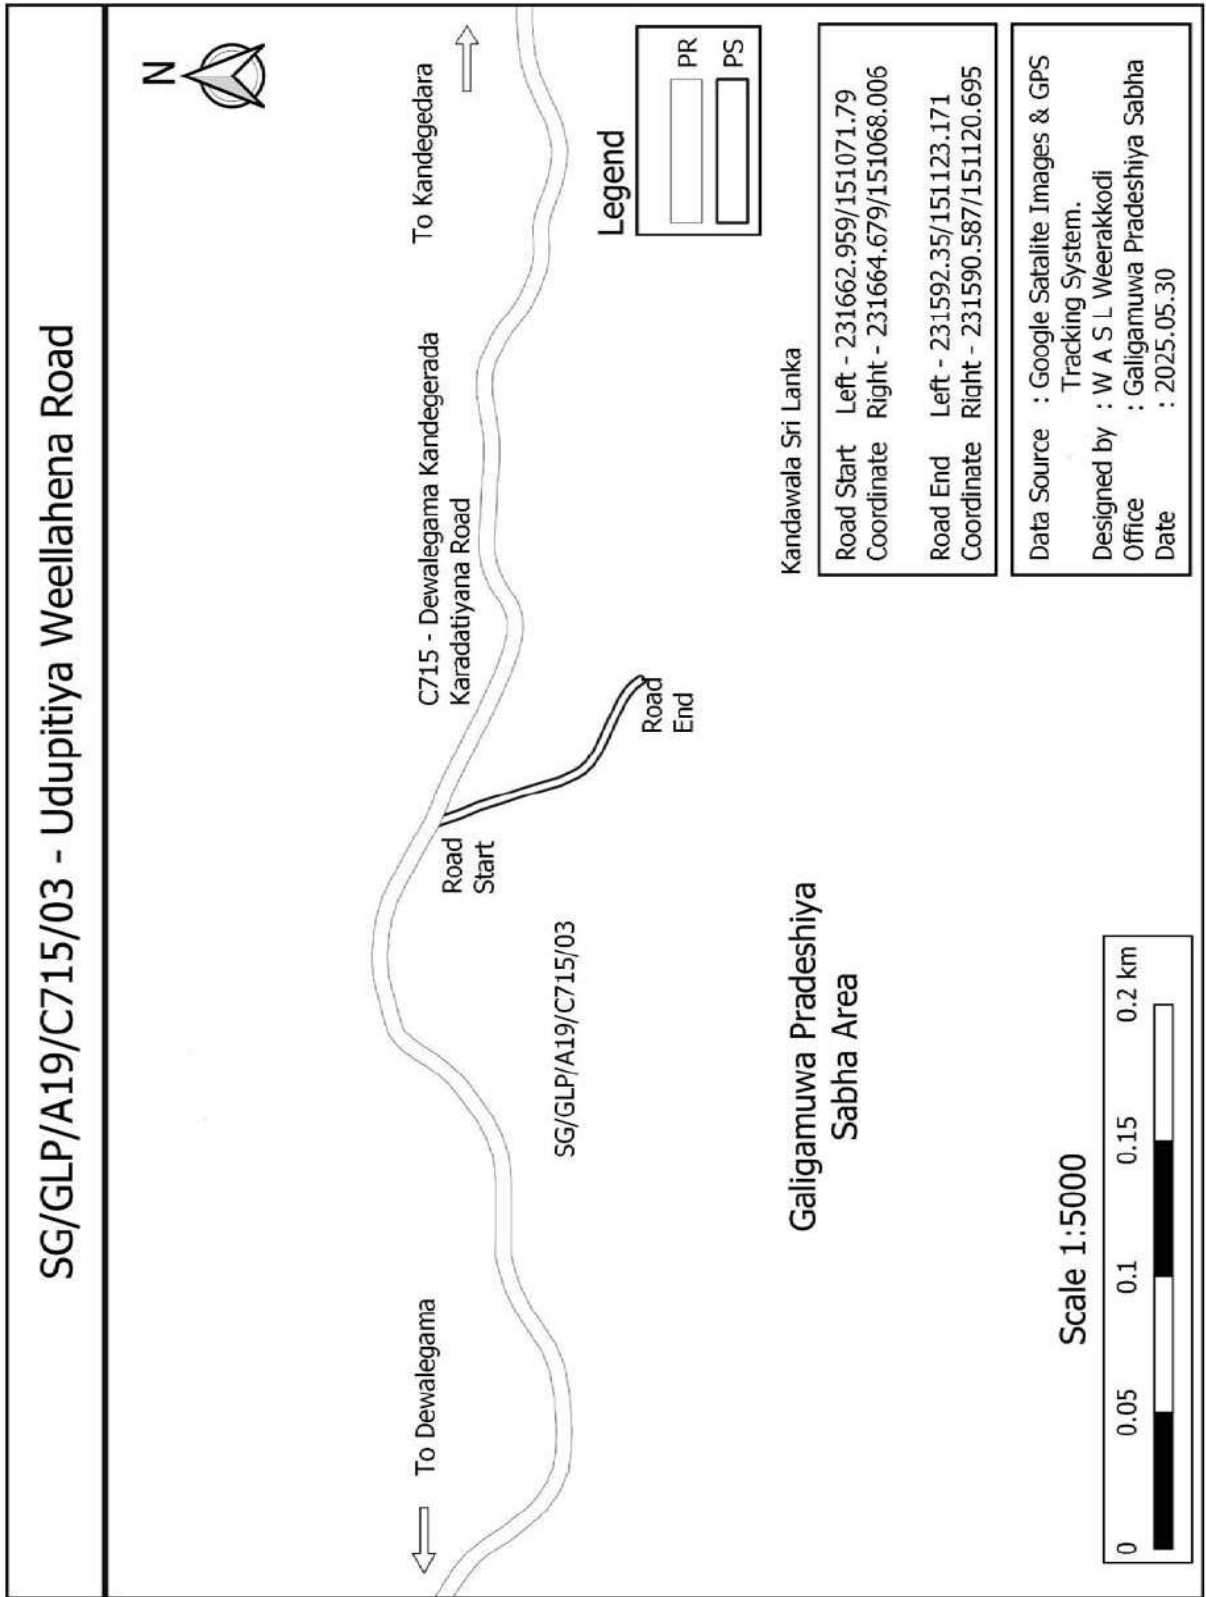 SG/GLP/A19/C715/03 - Udupitiya Weellahena Road
N
To Kandegedara
To Dewalegama
C715 - Dewalegama Kandegerada
Karadatiyana Road
Road
Start
Road
End
SG/GLP/A19/C715/03
Galigamuwa Pradeshiya
Sabha Area
Legend
PR
PS
Kandawala Sri Lanka
Road Start Left - 231662.959/151071.79
Coordinate Right - 231664.679/151068.006
Road End Left - 231592.35/151123.171
Coordinate Right - 231590.587/151120.695
Data Source : Google Satalite Images & GPS
Tracking System.
Designed by : W A S L Weerakkodi
Office : Galigamuwa Pradeshiya Sabha
Date : 2025.05.30
Scale 1:5000
0 0.05 0.1 0.15 0.2 km